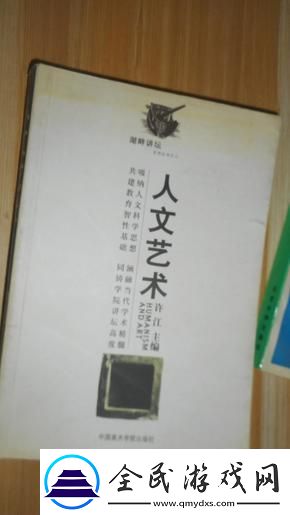 湖畔讲坛
人文艺术
HUMANISM
AND ART
许江 主编
吸纳人文科学思想 涵融当代学术精髓
共建教育智性基础 同铸学院讲坛高度
中国美术学院出版社
全民游戏网
www.qmydxs.com